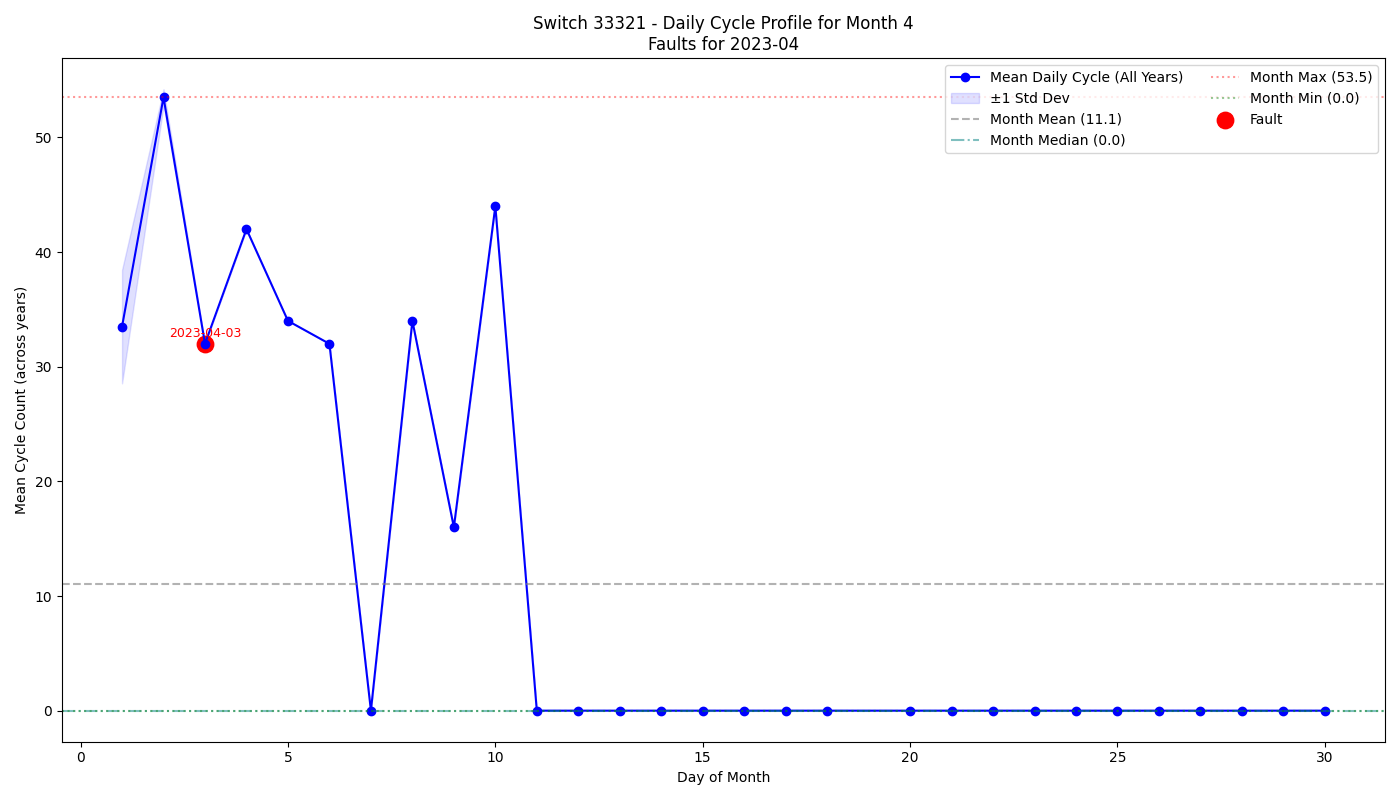 Switch 33321 - Daily Cycle Profile for Month 4
Faults for 2023-04
Mean Daily Cycle (All Years)
±1 Std Dev
Month Mean (11.1)
Month Median (0.0)
Month Max (53.5)
Month Min (0.0)
Fault
2023-04-03
Mean Cycle Count (across years)
50
40
30
20
10
0
0 5 10 15 20 25 30
Day of Month